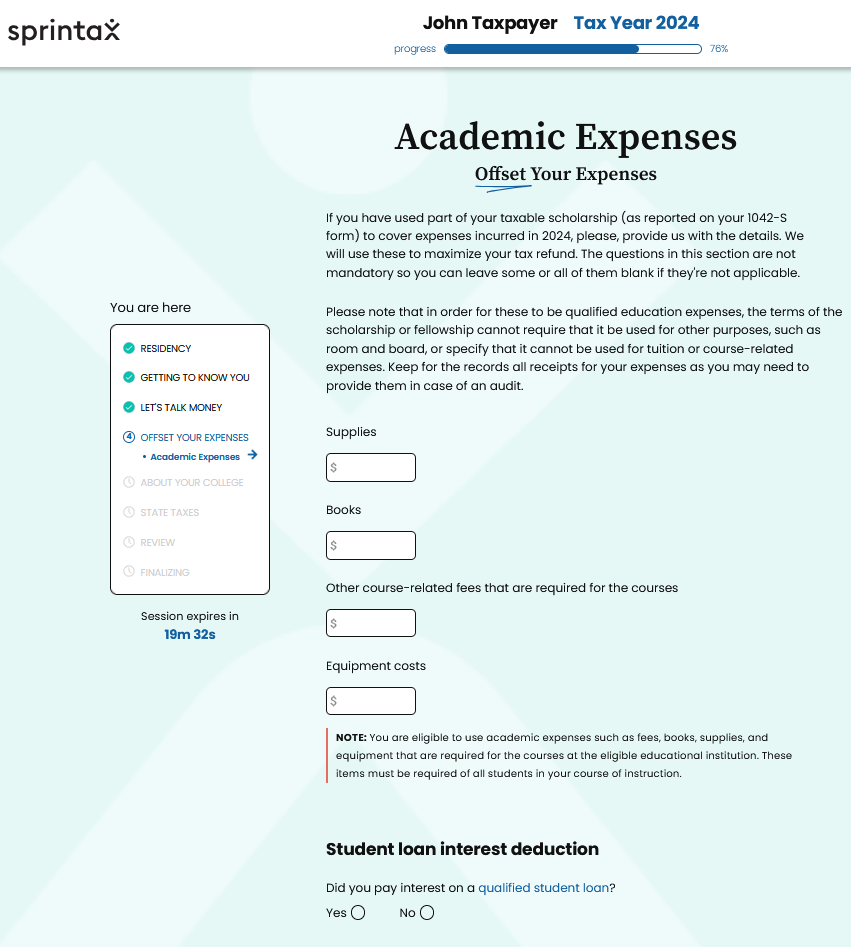 sprintax
John Taxpayer Tax Year 2024
progress 76%
Academic Expenses
Offset Your Expenses
If you have used part of your taxable scholarship (as reported on your 1042-S
form) to cover expenses incurred in 2024, please, provide us with the details. We
will use these to maximize your tax refund. The questions in this section are not
mandatory so you can leave some or all of them blank if they're not applicable.
Please note that in order for these to be qualified education expenses, the terms of the
scholarship or fellowship cannot require that it be used for other purposes, such as
room and board, or specify that it cannot be used for tuition or course-related
expenses. Keep for the records all receipts for your expenses as you may need to
provide them in case of an audit.
You are here
RESIDENCY
GETTING TO KNOW YOU
LET'S TALK MONEY
4 OFFSET YOUR EXPENSES
• Academic Expenses →
ABOUT YOUR COLLEGE
STATE TAXES
REVIEW
FINALIZING
Session expires in
19m 32s
Supplies
$
Books
$
Other course-related fees that are required for the courses
$
Equipment costs
$
NOTE: You are eligible to use academic expenses such as fees, books, supplies, and
equipment that are required for the courses at the eligible educational institution. These
items must be required of all students in your course of instruction.
Student loan interest deduction
Did you pay interest on a qualified student loan?
Yes No